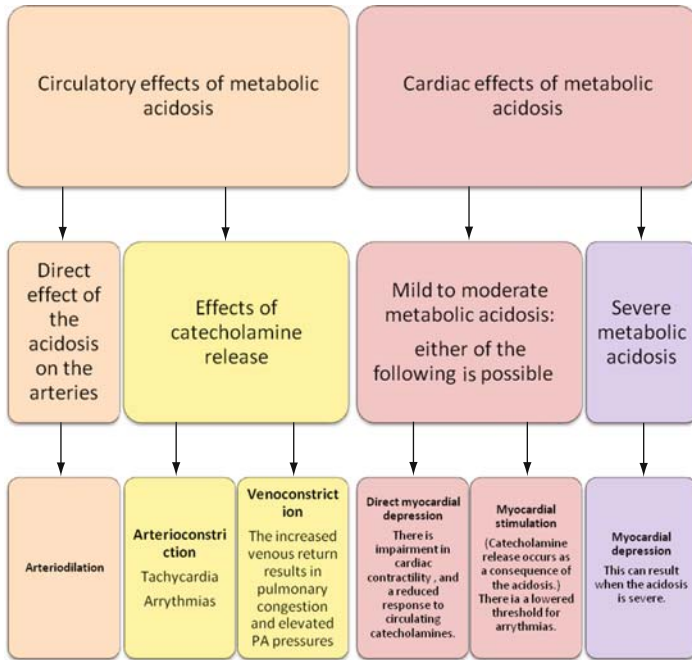 Circulatory effects of metabolic
acidosis
Cardiac effects of metabolic
acidosis
Direct
effect of
the
acidosis
on the
arteries
Effects of
catecholamine
release
Mild to moderate
metabolic acidosis:
either of the
following is possible
Severe
metabolic
acidosis
Arteriodilation
Arterioconstri
ction
Tachycardia
Arrythmias
Venoconstrict
ion
The increased
venous return
results in
pulmonary
congestion
and elevated
PA pressures
Direct myocardial
depression
There is
impairment in
cardiac
contractility , and
a reduced
response to
circulating
catecholamines.
Myocardial
stimulation
(Catecholamine
release occurs as
a consequence of
the acidosis.)
There ia a lowered
threshold for
arrythmias.
Myocardial
depression
This can result
when the acidosis
is severe.